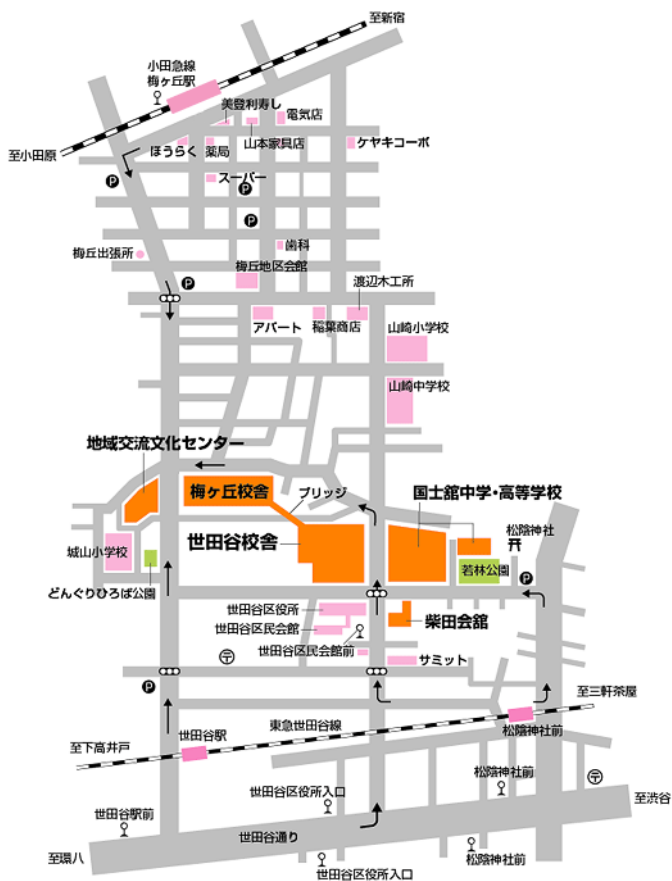 至新宿
小田急線
梅ヶ丘駅
美登利寿し
電気店
至小田原
ほうらく
薬局
山本家具店
ケヤキコーポ
P
スーパー
P
P
歯科
梅丘出張所
梅丘地区会館
P
渡辺木工所
アパート
稲葉商店
山崎小学校
山崎中学校
地域交流文化センター
梅ヶ丘校舎
ブリッジ
国士舘中学・高等学校
世田谷校舎
松陰神社
城山小学校
若林公園
P
どんぐりひろば公園
世田谷区役所
世田谷区民会館
柴田会舘
世田谷区民会館前
サミット
〒
P
至三軒茶屋
東急世田谷線
世田谷駅
松陰神社前
至下高井戸
松陰神社前
〒
世田谷区役所入口
至渋谷
世田谷駅前
世田谷通り
至環八
松陰神社前
世田谷区役所入口